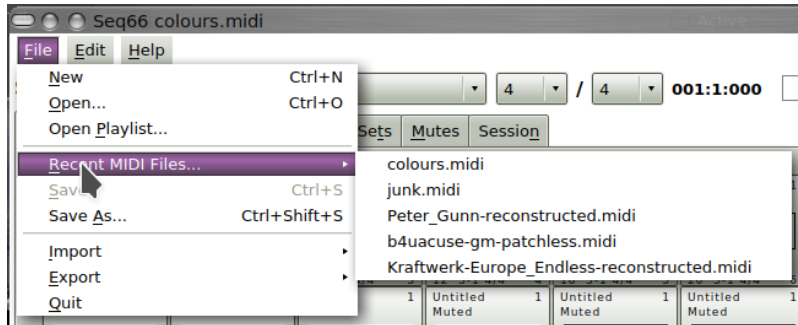 Seq66 colours.midi
Active
File Edit Help
New Ctrl+N
Open... Ctrl+O
Open Playlist...
Recent MIDI Files...
Save Ctrl+S
Save As... Ctrl+Shift+S
Import
Export
Quit
4 / 4 001:1:000
Sets Mutes Session
colours.midi
junk.midi
Peter_Gunn-reconstructed.midi
b4uacuse-gm-patchless.midi
Kraftwerk-Europe_Endless-reconstructed.midi
1 Untitled 1 Untitled 1 Untitled 1
Muted Muted Muted